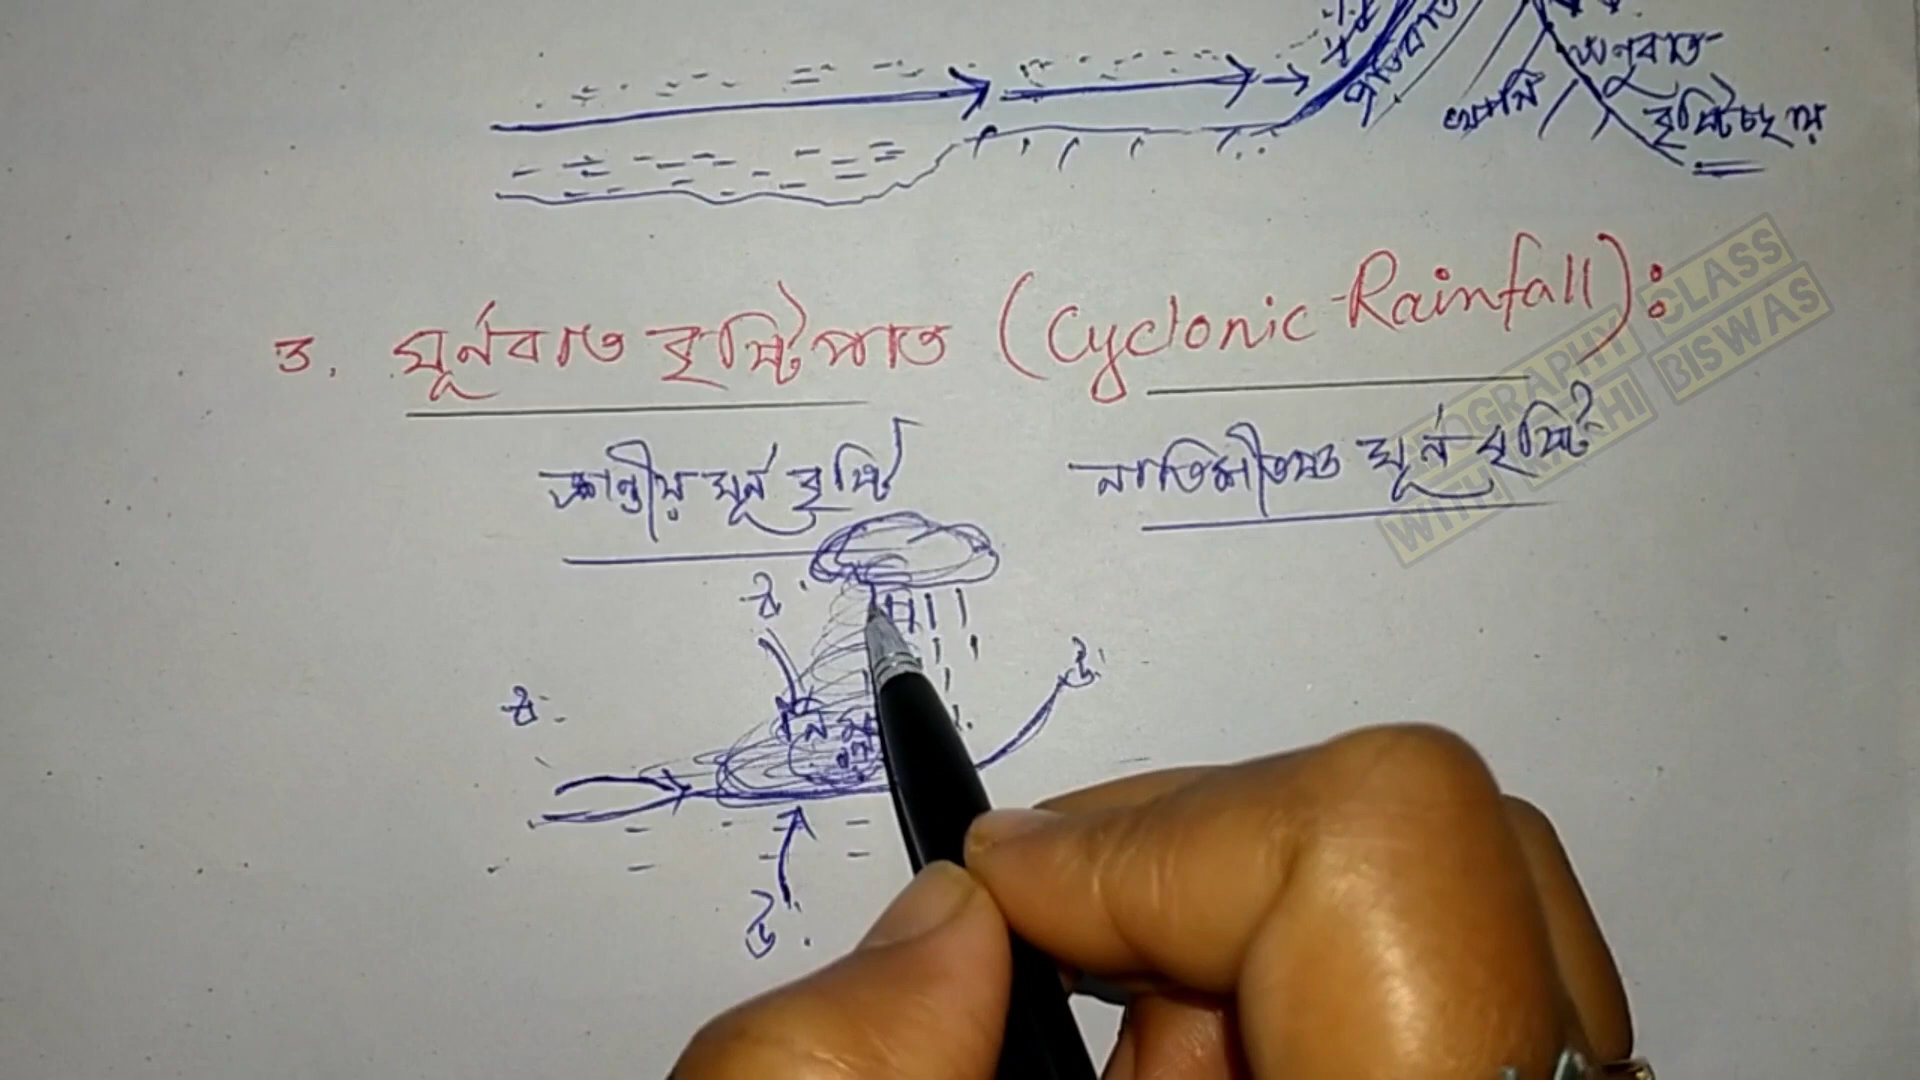 প্রতিবাত
অনুবাত
ঢাল
বৃষ্টিচ্ছায়
৩. ঘূর্ণবাত বৃষ্টিপাত (Cyclonic Rainfall):
ক্রান্তীয় ঘূর্ণ বৃষ্টি
নাতিশীতোষ্ণ ঘূর্ণ বৃষ্টি
উ:
নিম্ন
উ:
GEOGRAPHY CLASS
WITH RAKHI BISWAS